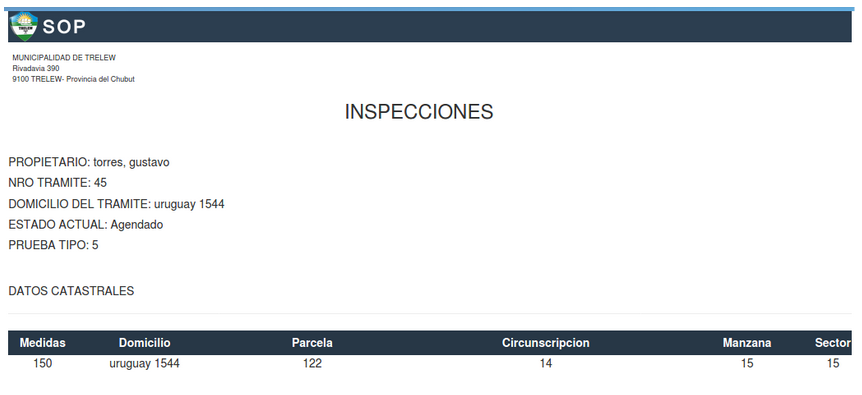 TRELEW
SOP
MUNICIPALIDAD DE TRELEW
Rivadavia 390
9100 TRELEW- Provincia del Chubut
INSPECCIONES
PROPIETARIO: torres, gustavo
NRO TRAMITE: 45
DOMICILIO DEL TRAMITE: uruguay 1544
ESTADO ACTUAL: Agendado
PRUEBA TIPO: 5
DATOS CATASTRALES
Medidas Domicilio Parcela Circunscripcion Manzana Sector
150 uruguay 1544 122 14 15 15